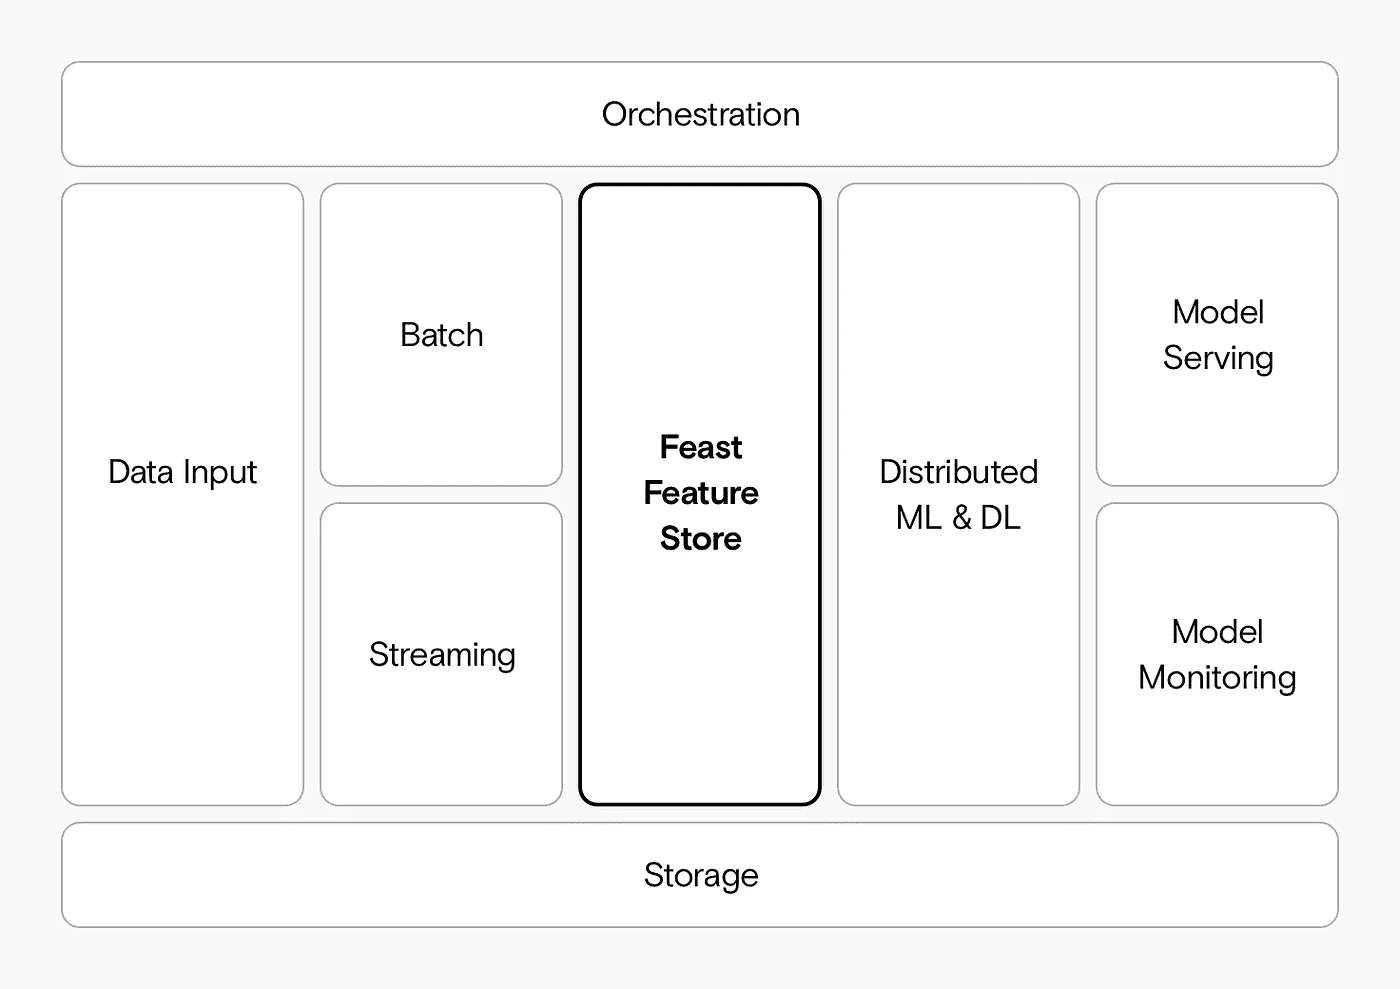 Orchestration
Data Input
Batch
Streaming
Feast
Feature
Store
Distributed
ML & DL
Model
Serving
Model
Monitoring
Storage